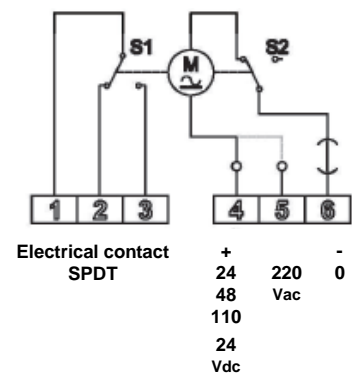 S1
S2
M
1 2 3 4 5 6
Electrical contact
SPDT
+ -
24 220 0
48 Vac
110
24
Vdc